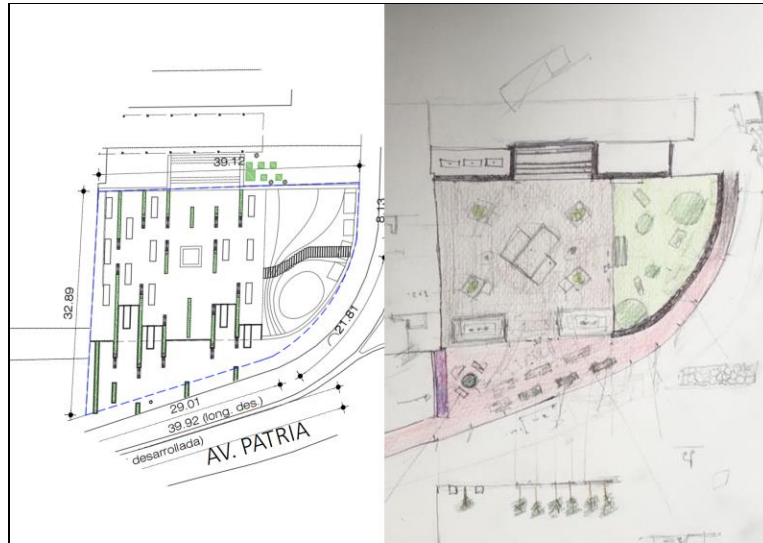 39.12
8.13
32.89
21.81
29.01
39.92 (long. des.)
desarrollada)
AV. PATRIA